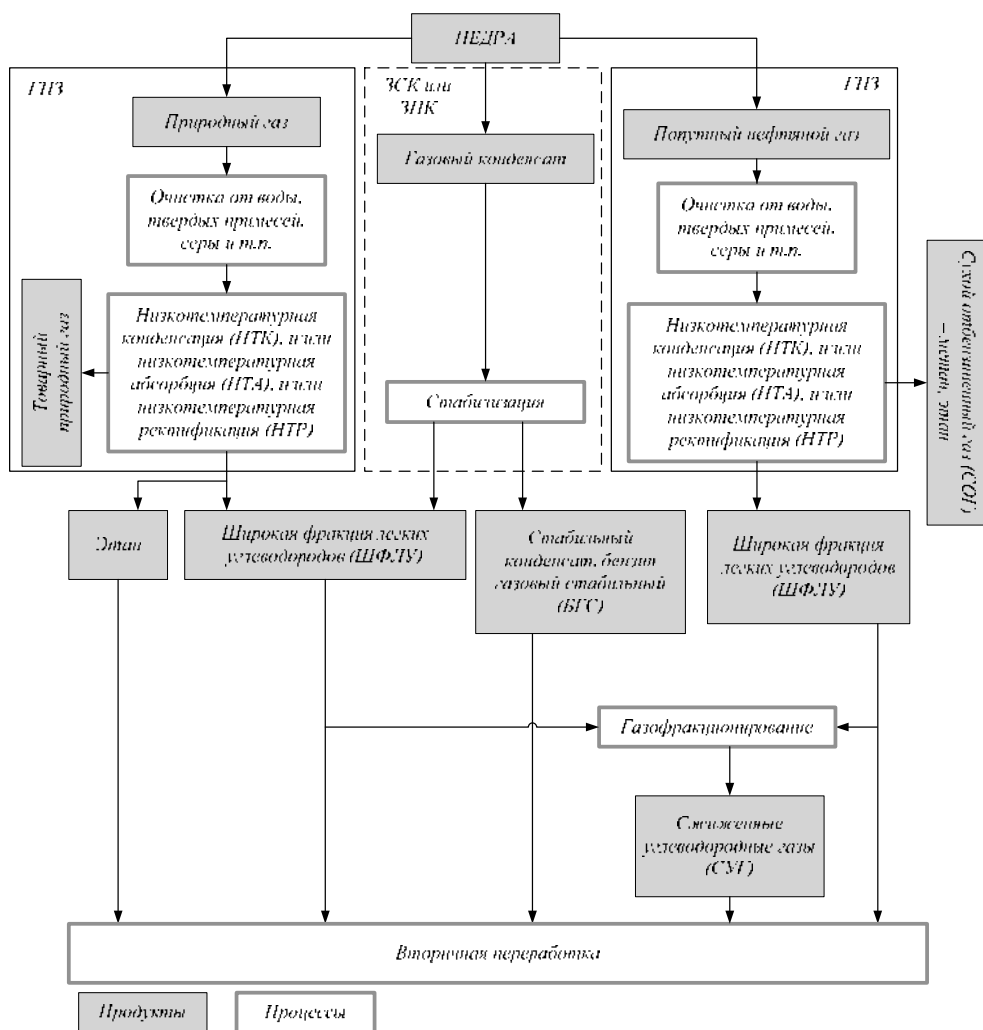 НЕДРА
ГПЗ
Природный газ
Очистка от воды,
твердых примесей,
серы и т.п.
Низкотемпературная
конденсация (НТК), и/или
низкотемпературная
абсорбция (НТА), и/или
низкотемпературная
ректификация (НТР)
Товарный
природный газ
ЗСК или
ЗПК
Газовый конденсат
Стабилизация
ГПЗ
Попутный нефтяной газ
Очистка от воды,
твердых примесей,
серы и т.п.
Низкотемпературная
конденсация (НТК), и/или
низкотемпературная
абсорбция (НТА), и/или
низкотемпературная
ректификация (НТР)
Сухой отбензиненный газ (СОГ)
– метан, этан
Этан
Широкая фракция легких
углеводородов (ШФЛУ)
Стабильный
конденсат, бензин
газовый стабильный
(БГС)
Широкая фракция
легких углеводородов
(ШФЛУ)
Газофракционирование
Сжиженные
углеводородные газы
(СУГ)
Вторичная переработка
Продукты
Процессы